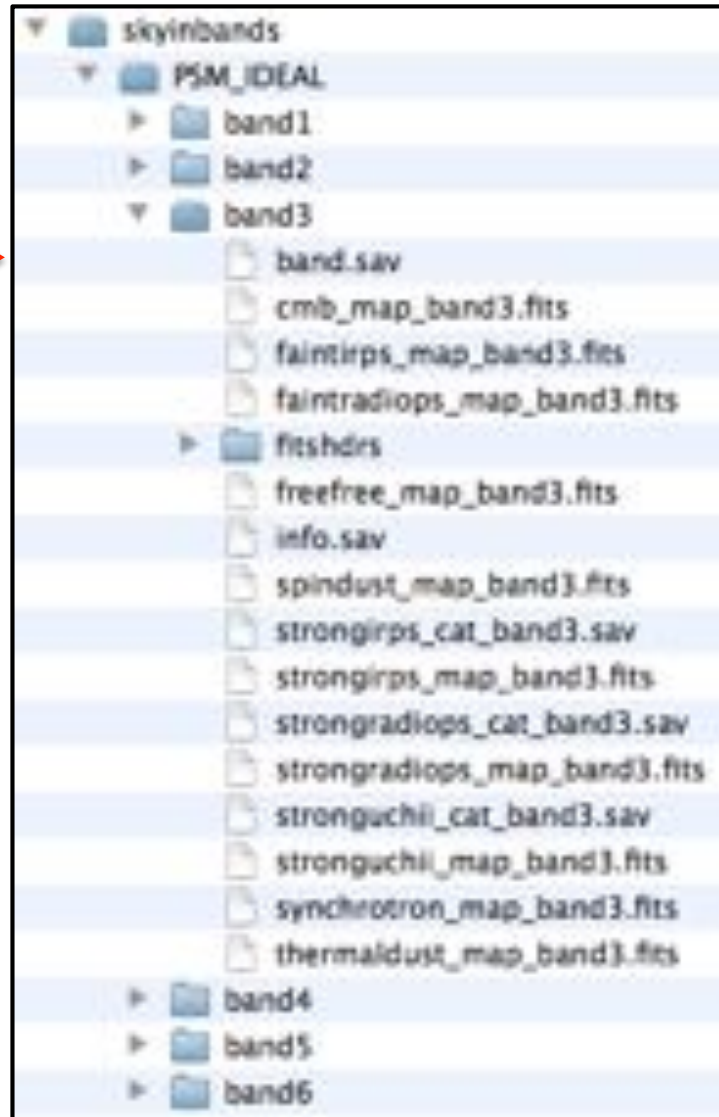 skyinbands
PSM_IDEAL
band1
band2
band3
band.sav
cmb_map_band3.fits
faintirps_map_band3.fits
faintradiops_map_band3.fits
fitshdrs
freefree_map_band3.fits
info.sav
spindust_map_band3.fits
strongirps_cat_band3.sav
strongirps_map_band3.fits
strongradiops_cat_band3.sav
strongradiops_map_band3.fits
stronguchii_cat_band3.sav
stronguchii_map_band3.fits
synchrotron_map_band3.fits
thermaldust_map_band3.fits
band4
band5
band6